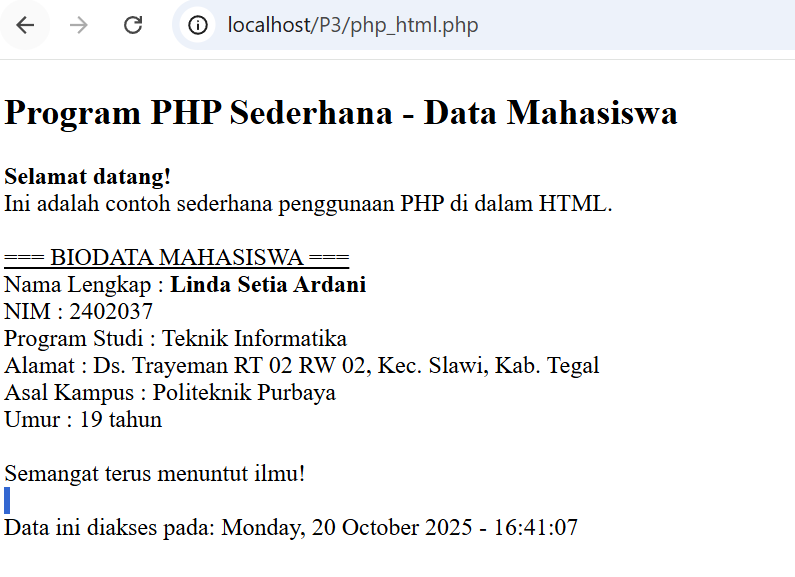 localhost/P3/php_html.php
Program PHP Sederhana - Data Mahasiswa
Selamat datang!
Ini adalah contoh sederhana penggunaan PHP di dalam HTML.
=== BIODATA MAHASISWA ===
Nama Lengkap : Linda Setia Ardani
NIM : 2402037
Program Studi : Teknik Informatika
Alamat : Ds. Trayeman RT 02 RW 02, Kec. Slawi, Kab. Tegal
Asal Kampus : Politeknik Purbaya
Umur : 19 tahun
Semangat terus menuntut ilmu!
Data ini diakses pada: Monday, 20 October 2025 - 16:41:07